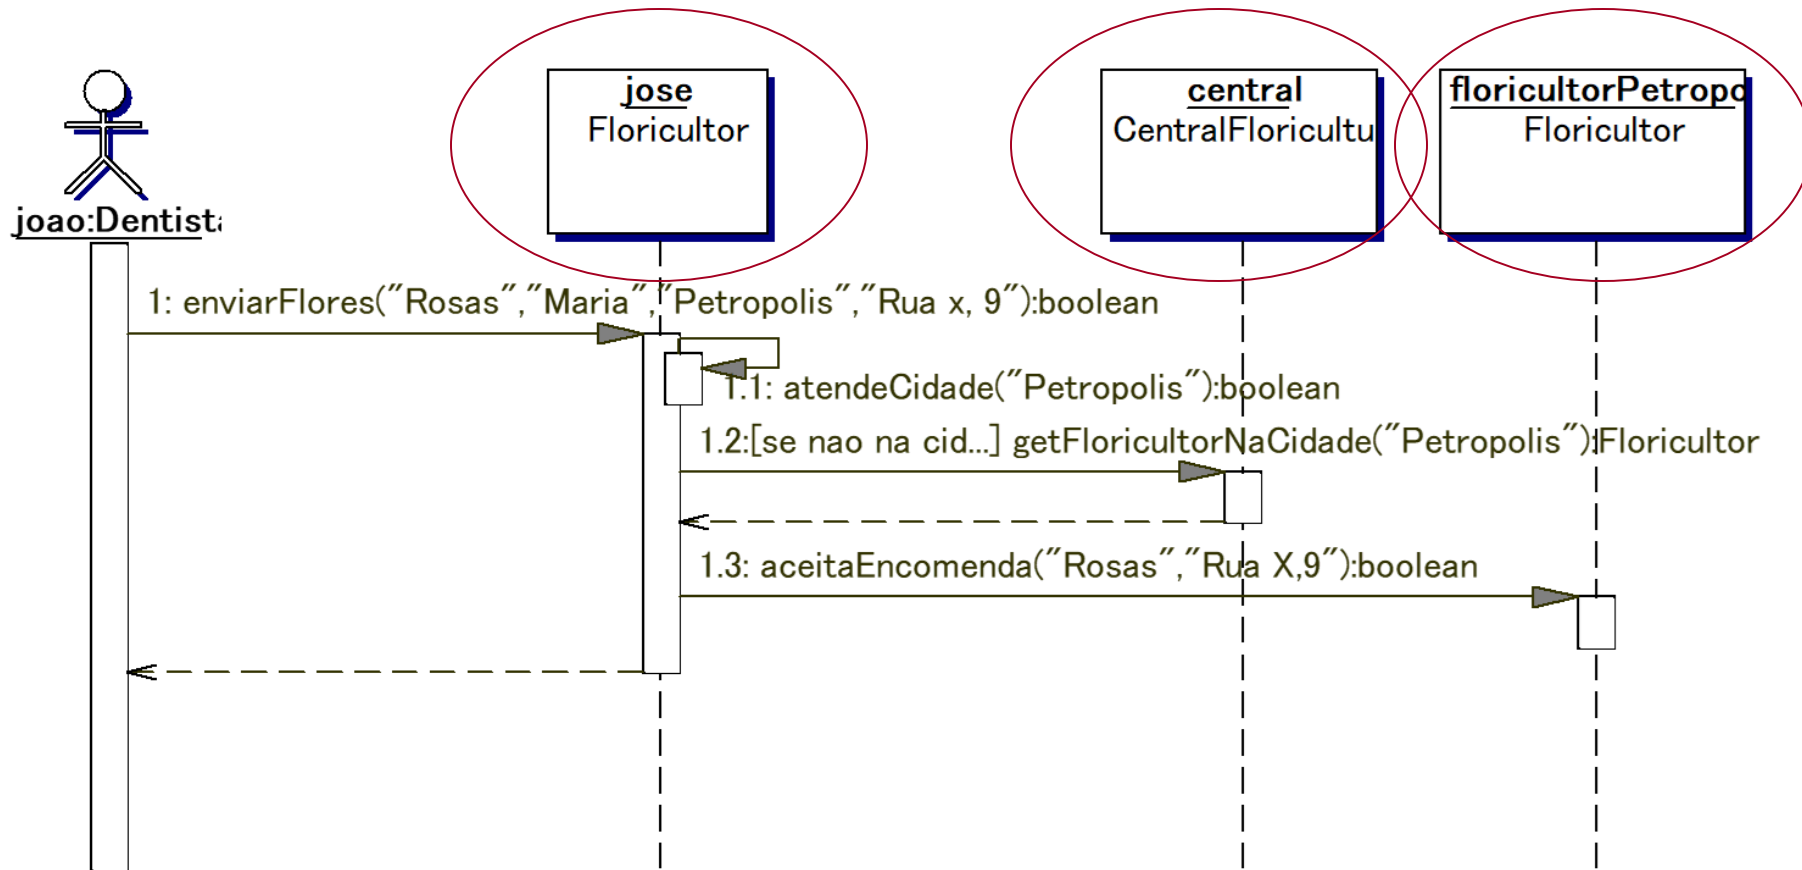 jose
Floricultor
central
CentralFloricultu
floricultorPetropo
Floricultor
joao:Dentista
1: enviarFlores("Rosas","Maria","Petropolis","Rua x, 9"):boolean
1.1: atendeCidade("Petropolis"):boolean
1.2:[se nao na cid...] getFloricultorNaCidade("Petropolis"):Floricultor
1.3: aceitaEncomenda("Rosas","Rua X,9"):boolean